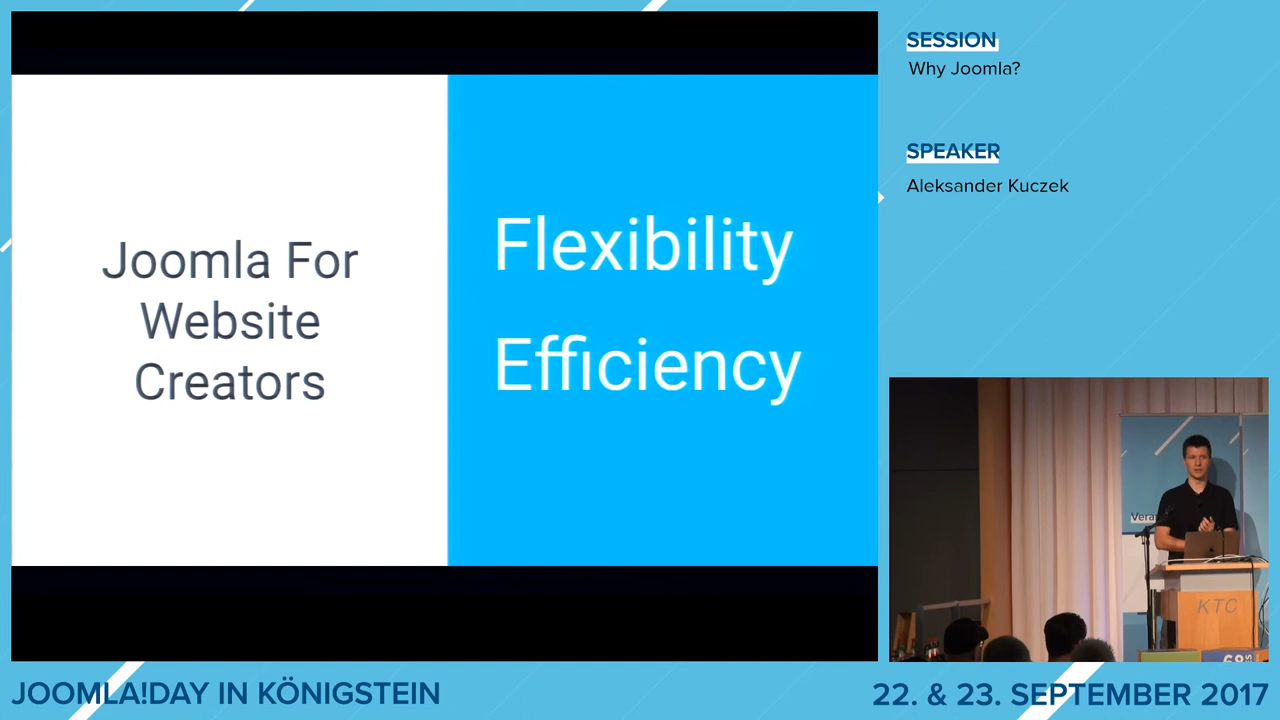 Joomla For
Website
Creators
Flexibility
Efficiency
SESSION
Why Joomla?
SPEAKER
Aleksander Kuczek
KTC
JOOMLA!DAY IN KÖNIGSTEIN
22. & 23. SEPTEMBER 2017